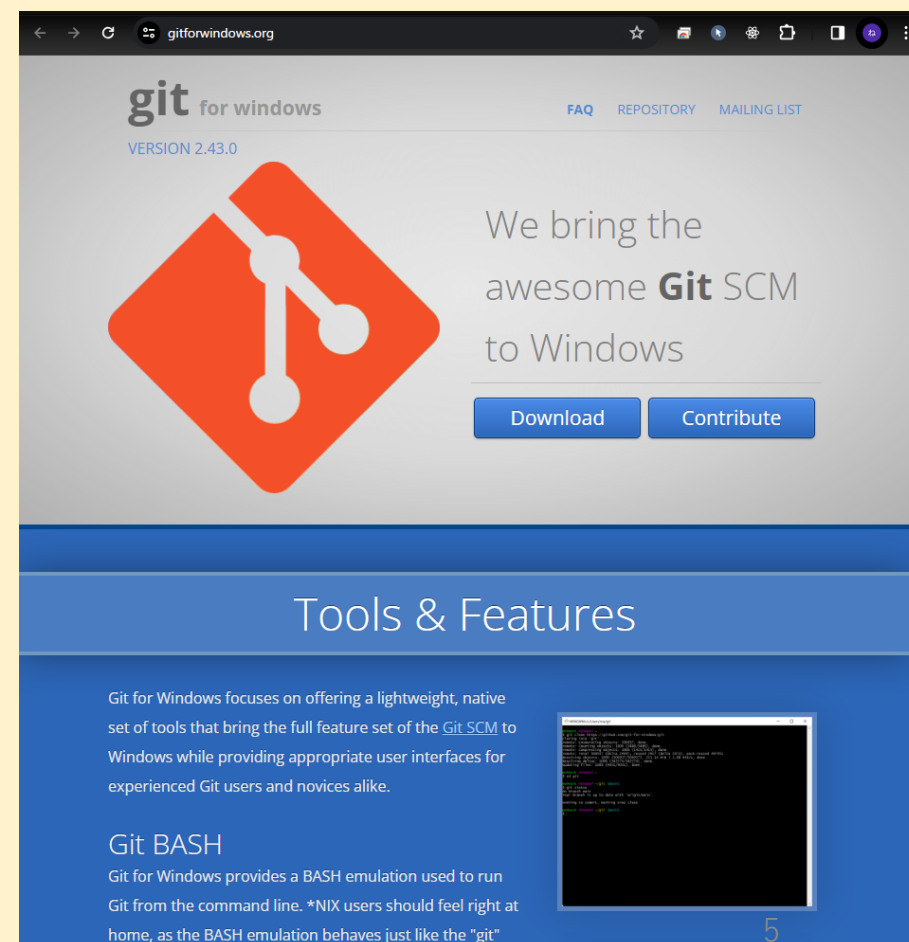 gitforwindows.org
ね
git for windows
FAQ REPOSITORY MAILING LIST
VERSION 2.43.0
We bring the
awesome Git SCM
to Windows
Download Contribute
Tools & Features
Git for Windows focuses on offering a lightweight, native
set of tools that bring the full feature set of the Git SCM to
Windows while providing appropriate user interfaces for
experienced Git users and novices alike.
Git BASH
Git for Windows provides a BASH emulation used to run
Git from the command line. *NIX users should feel right at
home, as the BASH emulation behaves just like the "git"
5